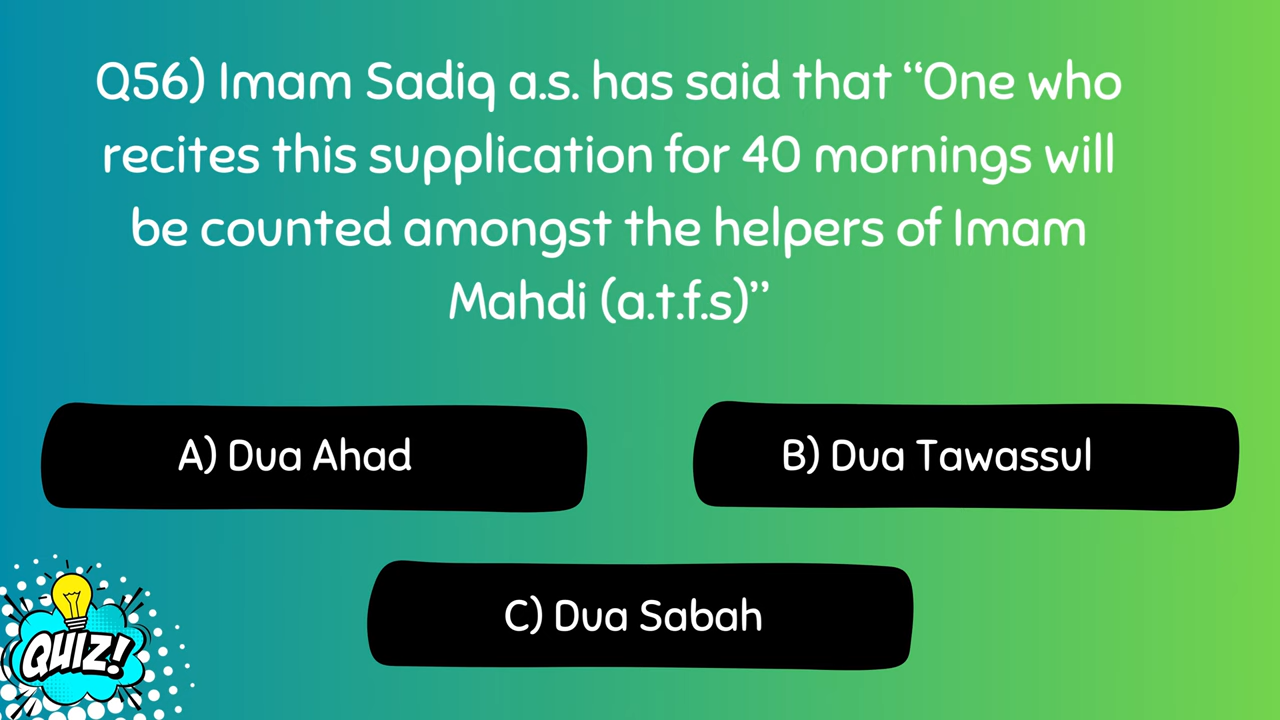 Q56) Imam Sadiq a.s. has said that “One who
recites this supplication for 40 mornings will
be counted amongst the helpers of Imam
Mahdi (a.t.f.s)”
A) Dua Ahad
B) Dua Tawassul
C) Dua Sabah
QUIZ!